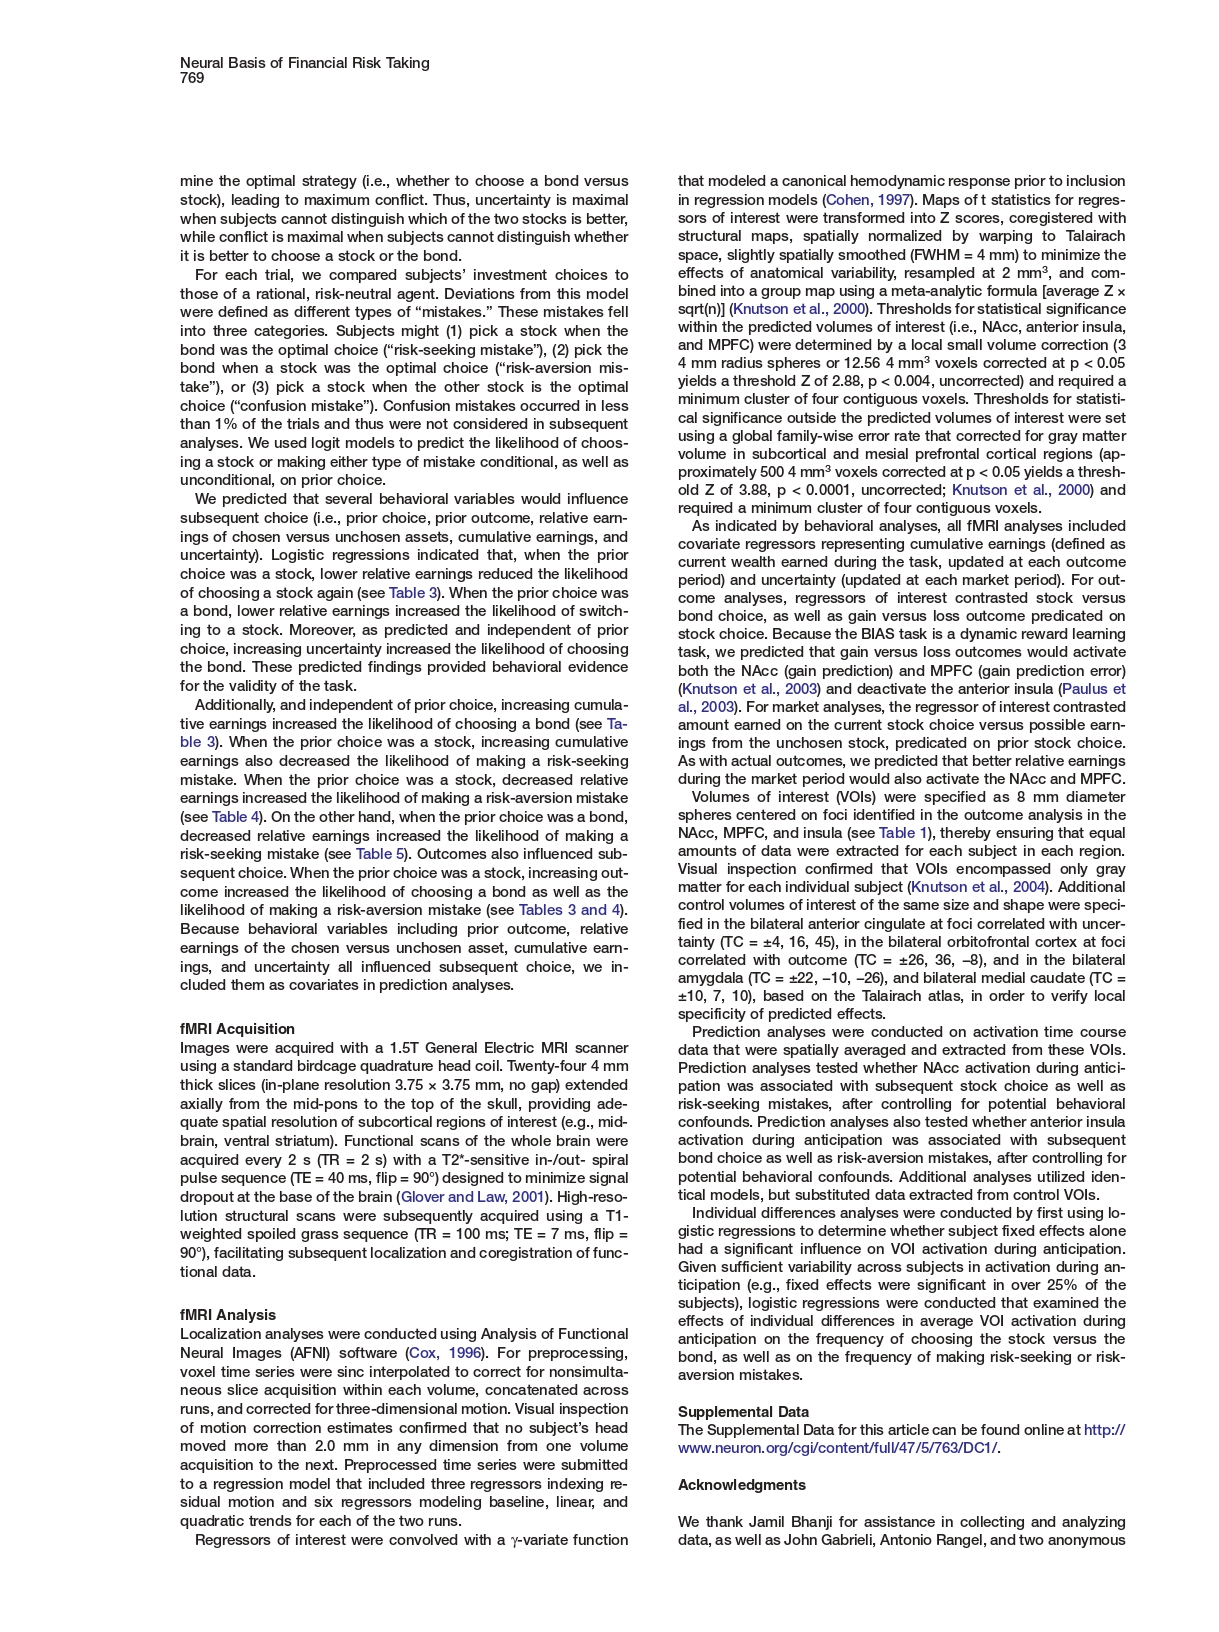 Neural Basis of Financial Risk Taking
769
mine the optimal strategy (i.e., whether to choose a bond versus
stock), leading to maximum conflict. Thus, uncertainty is maximal
when subjects cannot distinguish which of the two stocks is better,
while conflict is maximal when subjects cannot distinguish whether
it is better to choose a stock or the bond.
For each trial, we compared subjects’ investment choices to
those of a rational, risk-neutral agent. Deviations from this model
were defined as different types of “mistakes.” These mistakes fell
into three categories. Subjects might (1) pick a stock when the
bond was the optimal choice (“risk-seeking mistake”), (2) pick the
bond when a stock was the optimal choice (“risk-aversion mis-
take”), or (3) pick a stock when the other stock is the optimal
choice (“confusion mistake”). Confusion mistakes occurred in less
than 1% of the trials and thus were not considered in subsequent
analyses. We used logit models to predict the likelihood of choos-
ing a stock or making either type of mistake conditional, as well as
unconditional, on prior choice.
We predicted that several behavioral variables would influence
subsequent choice (i.e., prior choice, prior outcome, relative earn-
ings of chosen versus unchosen assets, cumulative earnings, and
uncertainty). Logistic regressions indicated that, when the prior
choice was a stock, lower relative earnings reduced the likelihood
of choosing a stock again (see Table 3). When the prior choice was
a bond, lower relative earnings increased the likelihood of switch-
ing to a stock. Moreover, as predicted and independent of prior
choice, increasing uncertainty increased the likelihood of choosing
the bond. These predicted findings provided behavioral evidence
for the validity of the task.
Additionally, and independent of prior choice, increasing cumula-
tive earnings increased the likelihood of choosing a bond (see Ta-
ble 3). When the prior choice was a stock, increasing cumulative
earnings also decreased the likelihood of making a risk-seeking
mistake. When the prior choice was a stock, decreased relative
earnings increased the likelihood of making a risk-aversion mistake
(see Table 4). On the other hand, when the prior choice was a bond,
decreased relative earnings increased the likelihood of making a
risk-seeking mistake (see Table 5). Outcomes also influenced sub-
sequent choice. When the prior choice was a stock, increasing out-
come increased the likelihood of choosing a bond as well as the
likelihood of making a risk-aversion mistake (see Tables 3 and 4).
Because behavioral variables including prior outcome, relative
earnings of the chosen versus unchosen asset, cumulative earn-
ings, and uncertainty all influenced subsequent choice, we in-
cluded them as covariates in prediction analyses.
fMRI Acquisition
Images were acquired with a 1.5T General Electric MRI scanner
using a standard birdcage quadrature head coil. Twenty-four 4 mm
thick slices (in-plane resolution 3.75 × 3.75 mm, no gap) extended
axially from the mid-pons to the top of the skull, providing ade-
quate spatial resolution of subcortical regions of interest (e.g., mid-
brain, ventral striatum). Functional scans of the whole brain were
acquired every 2 s (TR = 2 s) with a T2*-sensitive in-/out- spiral
pulse sequence (TE = 40 ms, flip = 90°) designed to minimize signal
dropout at the base of the brain (Glover and Law, 2001). High-reso-
lution structural scans were subsequently acquired using a T1-
weighted spoiled grass sequence (TR = 100 ms; TE = 7 ms, flip =
90°), facilitating subsequent localization and coregistration of func-
tional data.
fMRI Analysis
Localization analyses were conducted using Analysis of Functional
Neural Images (AFNI) software (Cox, 1996). For preprocessing,
voxel time series were sinc interpolated to correct for nonsimulta-
neous slice acquisition within each volume, concatenated across
runs, and corrected for three-dimensional motion. Visual inspection
of motion correction estimates confirmed that no subject’s head
moved more than 2.0 mm in any dimension from one volume
acquisition to the next. Preprocessed time series were submitted
to a regression model that included three regressors indexing re-
sidual motion and six regressors modeling baseline, linear, and
quadratic trends for each of the two runs.
Regressors of interest were convolved with a γ-variate function
that modeled a canonical hemodynamic response prior to inclusion
in regression models (Cohen, 1997). Maps of t statistics for regres-
sors of interest were transformed into Z scores, coregistered with
structural maps, spatially normalized by warping to Talairach
space, slightly spatially smoothed (FWHM = 4 mm) to minimize the
effects of anatomical variability, resampled at 2 mm³, and com-
bined into a group map using a meta-analytic formula [average Z ×
sqrt(n)] (Knutson et al., 2000). Thresholds for statistical significance
within the predicted volumes of interest (i.e., NAcc, anterior insula,
and MPFC) were determined by a local small volume correction (3
4 mm radius spheres or 12.56 4 mm³ voxels corrected at p < 0.05
yields a threshold Z of 2.88, p < 0.004, uncorrected) and required a
minimum cluster of four contiguous voxels. Thresholds for statisti-
cal significance outside the predicted volumes of interest were set
using a global family-wise error rate that corrected for gray matter
volume in subcortical and mesial prefrontal cortical regions (ap-
proximately 500 4 mm³ voxels corrected at p < 0.05 yields a thresh-
old Z of 3.88, p < 0.0001, uncorrected; Knutson et al., 2000) and
required a minimum cluster of four contiguous voxels.
As indicated by behavioral analyses, all fMRI analyses included
covariate regressors representing cumulative earnings (defined as
current wealth earned during the task, updated at each outcome
period) and uncertainty (updated at each market period). For out-
come analyses, regressors of interest contrasted stock versus
bond choice, as well as gain versus loss outcome predicated on
stock choice. Because the BIAS task is a dynamic reward learning
task, we predicted that gain versus loss outcomes would activate
both the NAcc (gain prediction) and MPFC (gain prediction error)
(Knutson et al., 2003) and deactivate the anterior insula (Paulus et
al., 2003). For market analyses, the regressor of interest contrasted
amount earned on the current stock choice versus possible earn-
ings from the unchosen stock, predicated on prior stock choice.
As with actual outcomes, we predicted that better relative earnings
during the market period would also activate the NAcc and MPFC.
Volumes of interest (VOIs) were specified as 8 mm diameter
spheres centered on foci identified in the outcome analysis in the
NAcc, MPFC, and insula (see Table 1), thereby ensuring that equal
amounts of data were extracted for each subject in each region.
Visual inspection confirmed that VOIs encompassed only gray
matter for each individual subject (Knutson et al., 2004). Additional
control volumes of interest of the same size and shape were speci-
fied in the bilateral anterior cingulate at foci correlated with uncer-
tainty (TC = ±4, 16, 45), in the bilateral orbitofrontal cortex at foci
correlated with outcome (TC = ±26, 36, −8), and in the bilateral
amygdala (TC = ±22, −10, −26), and bilateral medial caudate (TC =
±10, 7, 10), based on the Talairach atlas, in order to verify local
specificity of predicted effects.
Prediction analyses were conducted on activation time course
data that were spatially averaged and extracted from these VOIs.
Prediction analyses tested whether NAcc activation during antici-
pation was associated with subsequent stock choice as well as
risk-seeking mistakes, after controlling for potential behavioral
confounds. Prediction analyses also tested whether anterior insula
activation during anticipation was associated with subsequent
bond choice as well as risk-aversion mistakes, after controlling for
potential behavioral confounds. Additional analyses utilized iden-
tical models, but substituted data extracted from control VOIs.
Individual differences analyses were conducted by first using lo-
gistic regressions to determine whether subject fixed effects alone
had a significant influence on VOI activation during anticipation.
Given sufficient variability across subjects in activation during an-
ticipation (e.g., fixed effects were significant in over 25% of the
subjects), logistic regressions were conducted that examined the
effects of individual differences in average VOI activation during
anticipation on the frequency of choosing the stock versus the
bond, as well as on the frequency of making risk-seeking or risk-
aversion mistakes.
Supplemental Data
The Supplemental Data for this article can be found online at http://
www.neuron.org/cgi/content/full/47/5/763/DC1/.
Acknowledgments
We thank Jamil Bhanji for assistance in collecting and analyzing
data, as well as John Gabrieli, Antonio Rangel, and two anonymous